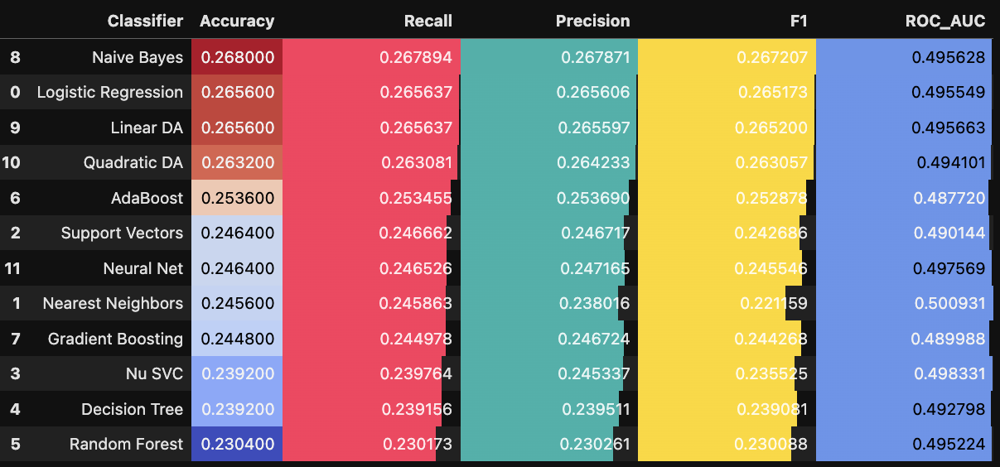 Classifier Accuracy Recall Precision F1 ROC_AUC
8 Naive Bayes 0.268000 0.267894 0.267871 0.267207 0.495628
0 Logistic Regression 0.265600 0.265637 0.265606 0.265173 0.495549
9 Linear DA 0.265600 0.265637 0.265597 0.265200 0.495663
10 Quadratic DA 0.263200 0.263081 0.264233 0.263057 0.494101
6 AdaBoost 0.253600 0.253455 0.253690 0.252878 0.487720
2 Support Vectors 0.246400 0.246662 0.246717 0.242686 0.490144
11 Neural Net 0.246400 0.246526 0.247165 0.245546 0.497569
1 Nearest Neighbors 0.245600 0.245863 0.238016 0.221159 0.500931
7 Gradient Boosting 0.244800 0.244978 0.246724 0.244268 0.489988
3 Nu SVC 0.239200 0.239764 0.245337 0.235525 0.498331
4 Decision Tree 0.239200 0.239156 0.239511 0.239081 0.492798
5 Random Forest 0.230400 0.230173 0.230261 0.230088 0.495224